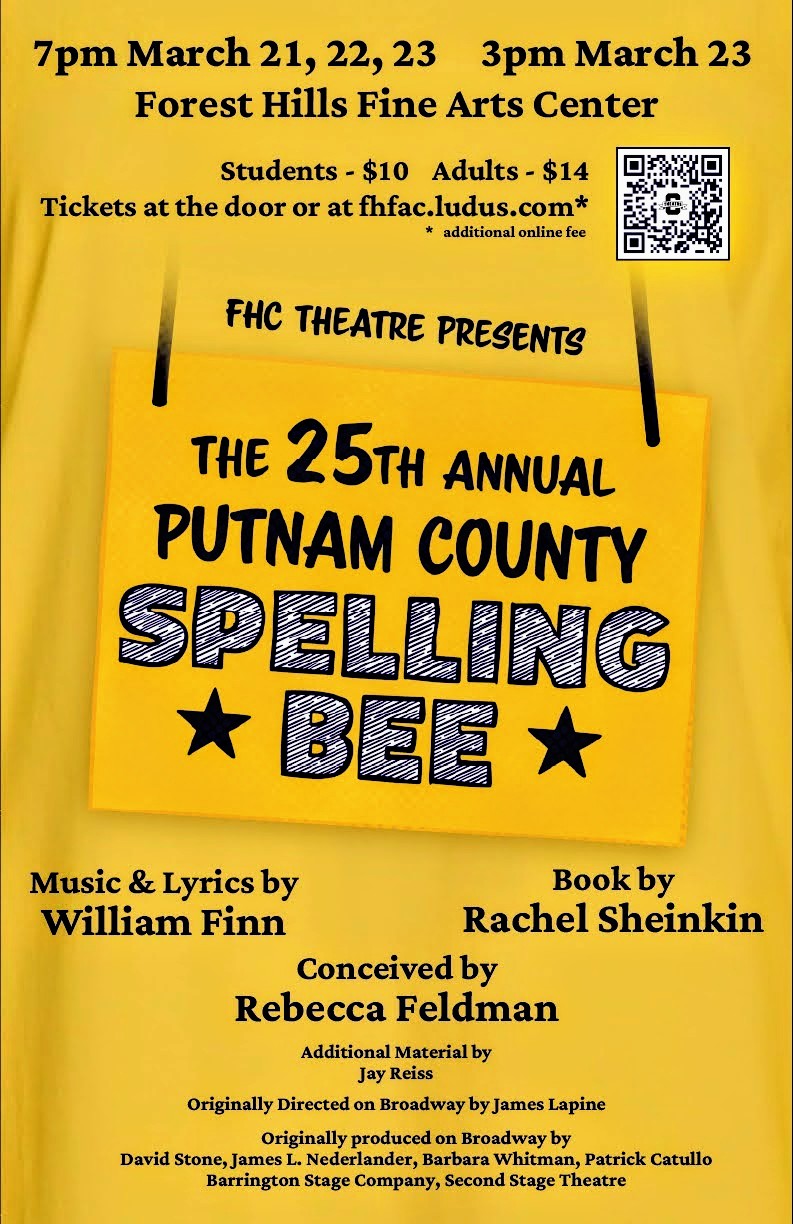 7pm March 21, 22, 23 3pm March 23
Forest Hills Fine Arts Center
Students - $10 Adults - $14
Tickets at the door or at fhfac.ludus.com*
* additional online fee
FHC THEATRE PRESENTS
THE 25TH ANNUAL
PUTNAM COUNTY
SPELLING
BEE
Music & Lyrics by
William Finn
Book by
Rachel Sheinkin
Conceived by
Rebecca Feldman
Additional Material by
Jay Reiss
Originally Directed on Broadway by James Lapine
Originally produced on Broadway by
David Stone, James L. Nederlander, Barbara Whitman, Patrick Catullo
Barrington Stage Company, Second Stage Theatre